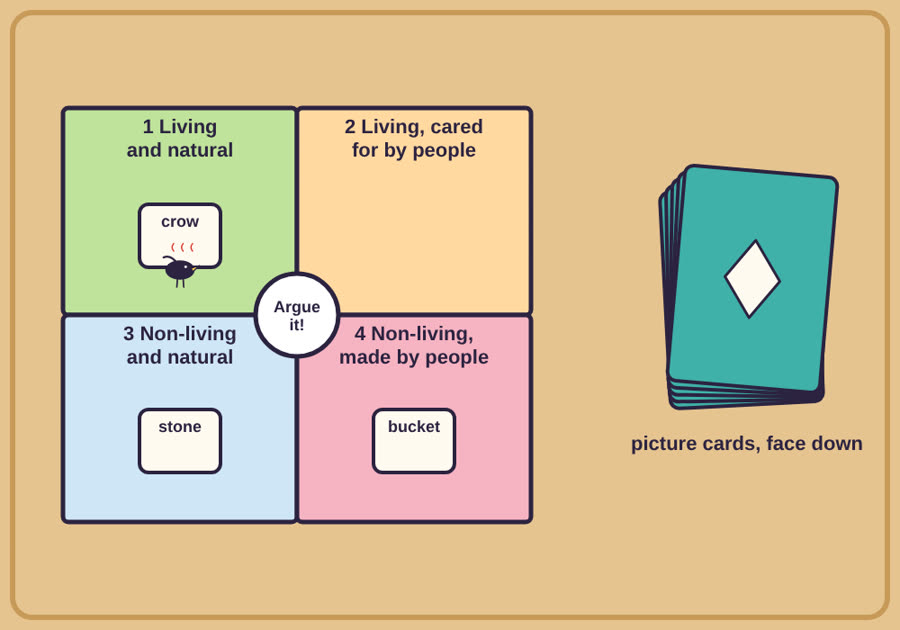 1 Living
and natural
2 Living, cared
for by people
crow
Argue
it!
3 Non-living
and natural
4 Non-living,
made by people
stone
bucket
picture cards, face down